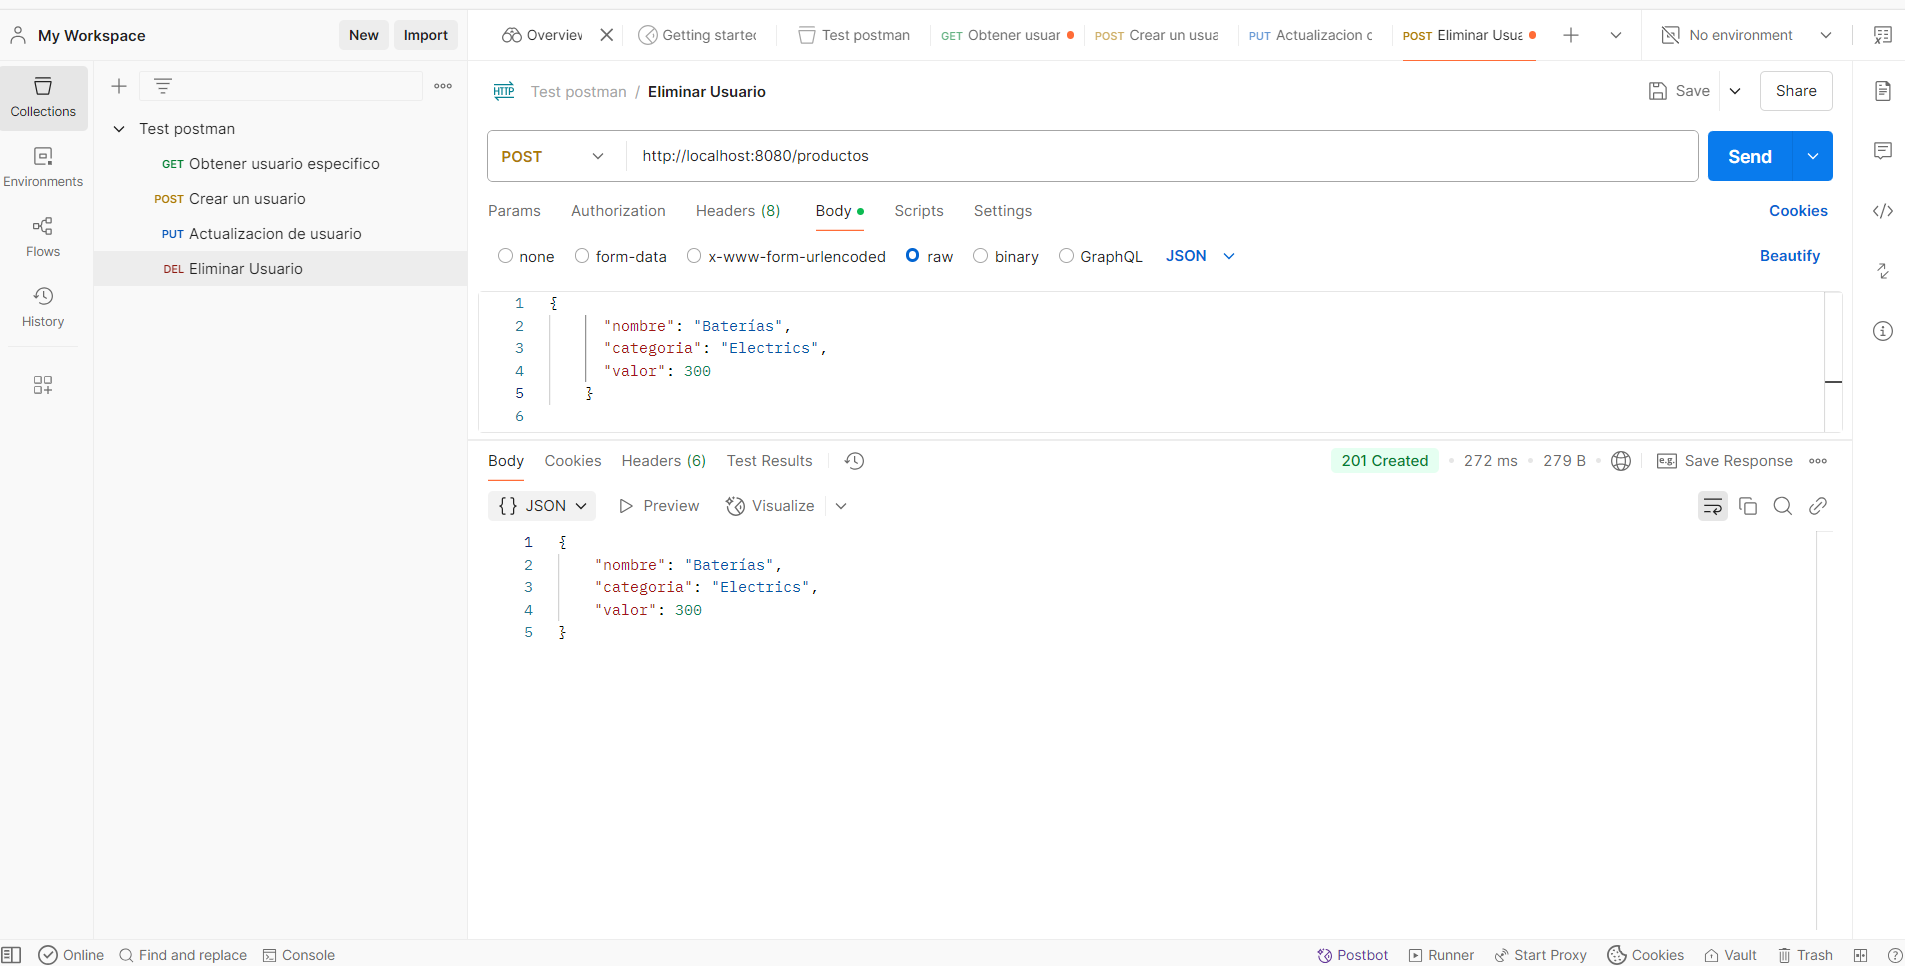 My Workspace
New
Import
Overview
Getting started
Test postman
GET Obtener usuar
POST Crear un usua
PUT Actualizacion c
POST Eliminar Usua
No environment
Collections
Environments
Flows
History
Test postman
GET Obtener usuario especifico
POST Crear un usuario
PUT Actualizacion de usuario
DEL Eliminar Usuario
HTTP Test postman / Eliminar Usuario
Save
Share
POST
http://localhost:8080/productos
Send
Params
Authorization
Headers (8)
Body
Scripts
Settings
Cookies
none
form-data
x-www-form-urlencoded
raw
binary
GraphQL
JSON
Beautify
1 {
2 "nombre": "Baterías",
3 "categoria": "Electrics",
4 "valor": 300
5 }
6
Body
Cookies
Headers (6)
Test Results
201 Created
272 ms
279 B
e.g. Save Response
{} JSON
Preview
Visualize
1 {
2 "nombre": "Baterías",
3 "categoria": "Electrics",
4 "valor": 300
5 }
Online
Find and replace
Console
Postbot
Runner
Start Proxy
Cookies
Vault
Trash